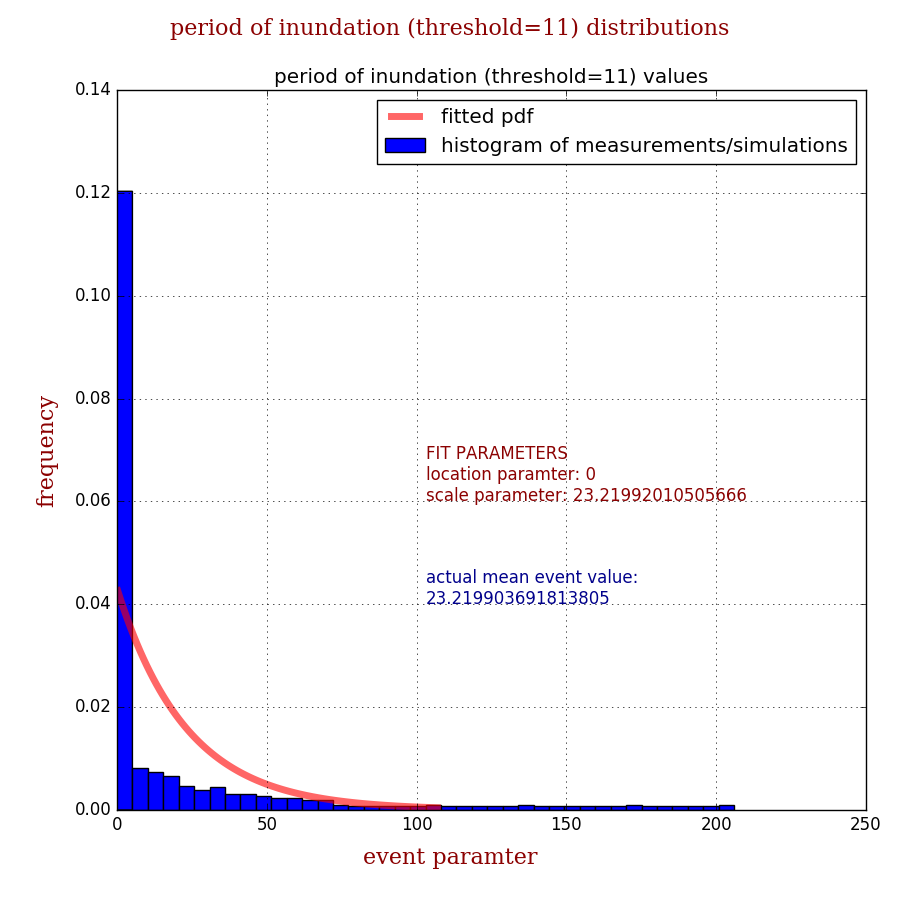 period of inundation (threshold=11) distributions
period of inundation (threshold=11) values
0.14
0.12
0.10
0.08
0.06
0.04
0.02
0.00
frequency
fitted pdf
histogram of measurements/simulations
FIT PARAMETERS
location paramter: 0
scale parameter: 23.21992010505666
actual mean event value:
23.219903691813805
0
50
100
150
200
250
event paramter